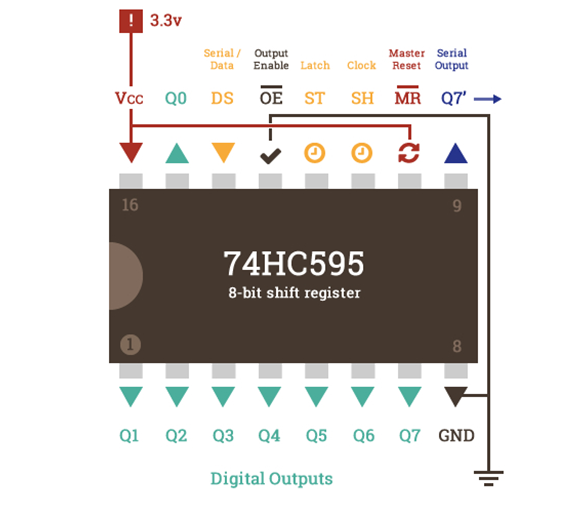 ! 3.3v
Serial / Data
Output Enable
Latch
Clock
Master Reset
Serial Output
Vcc Q0 DS OE ST SH MR Q7’
16 9
74HC595
8-bit shift register
1 8
Q1 Q2 Q3 Q4 Q5 Q6 Q7 GND
Digital Outputs